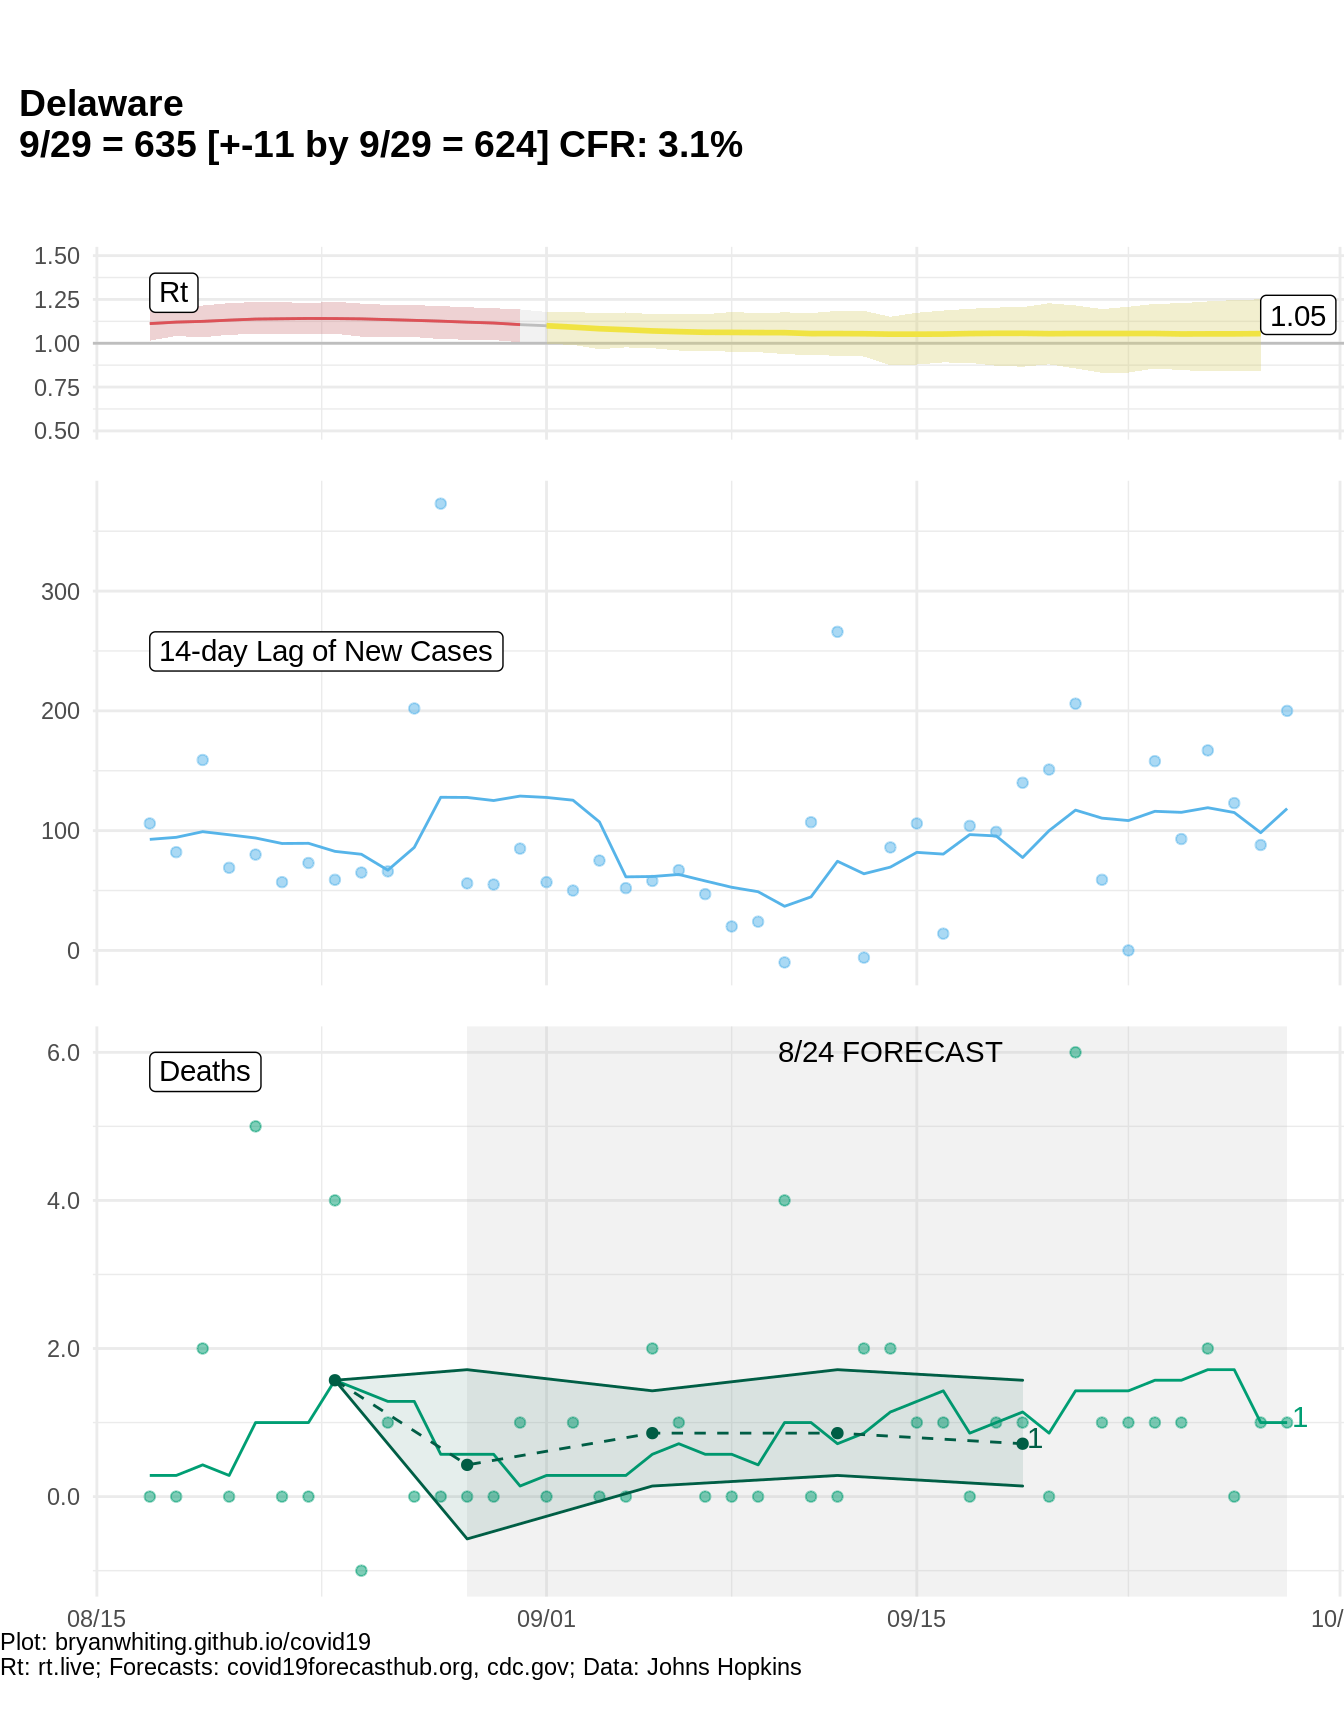 Delaware
9/29 = 635 [+-11 by 9/29 = 624] CFR: 3.1%
1.50
1.25
1.00
0.75
0.50
Rt
1.05
300
200
100
0
14-day Lag of New Cases
6.0
4.0
2.0
0.0
Deaths
8/24 FORECAST
1
1
08/15
09/01
09/15
10/
Plot: bryanwhiting.github.io/covid19
Rt: rt.live; Forecasts: covid19forecasthub.org, cdc.gov; Data: Johns Hopkins